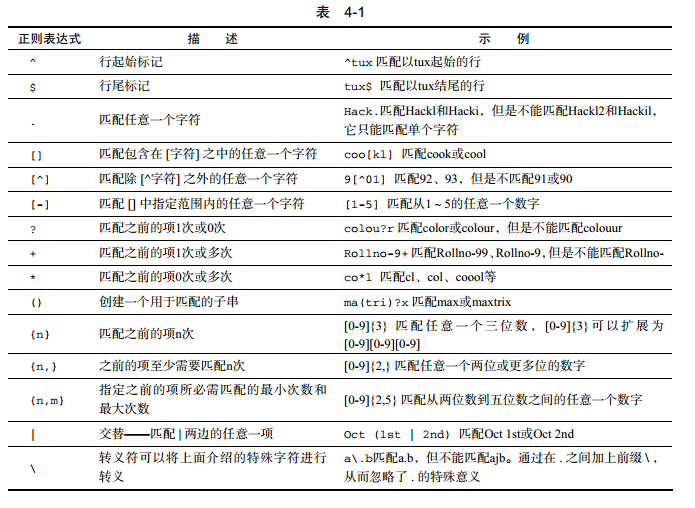 表 4-1
正则表达式 描 述 示 例
^ 行起始标记 ^tux 匹配以tux起始的行
$ 行尾标记 tux$ 匹配以tux结尾的行
. 匹配任意一个字符 Hack.匹配Hackl和Hacki，但是不能匹配Hackl2和Hackil，
它只能匹配单个字符
[] 匹配包含在 [字符] 之中的任意一个字符 coo[kl] 匹配cook或cool
[^] 匹配除 [^字符] 之外的任意一个字符 9[^01] 匹配92、93，但是不匹配91或90
[-] 匹配 [] 中指定范围内的任意一个字符 [1-5] 匹配从1～5的任意一个数字
? 匹配之前的项1次或0次 colou?r 匹配color或colour，但是不能匹配colouur
+ 匹配之前的项1次或多次 Rollno-9+ 匹配Rollno-99、Rollno-9，但是不能匹配Rollno-
* 匹配之前的项0次或多次 co*l 匹配cl、col、coool等
() 创建一个用于匹配的子串 ma(tri)?x 匹配max或maxtrix
{n} 匹配之前的项n次 [0-9]{3} 匹配任意一个三位数，[0-9]{3}可以扩展为
[0-9][0-9][0-9]
{n,} 之前的项至少需要匹配n次 [0-9]{2,} 匹配任意一个两位或更多位的数字
{n,m} 指定之前的项所必需匹配的最小次数和
最大次数 [0-9]{2,5} 匹配从两位数到五位数之间的任意一个数字
| 交替——匹配 | 两边的任意一项 Oct (1st | 2nd) 匹配Oct 1st或Oct 2nd
\ 转义符可以将上面介绍的特殊字符进行
转义 a\.b匹配a.b，但不能匹配ajb。通过在 . 之间加上前缀 \，
从而忽略了 . 的特殊意义